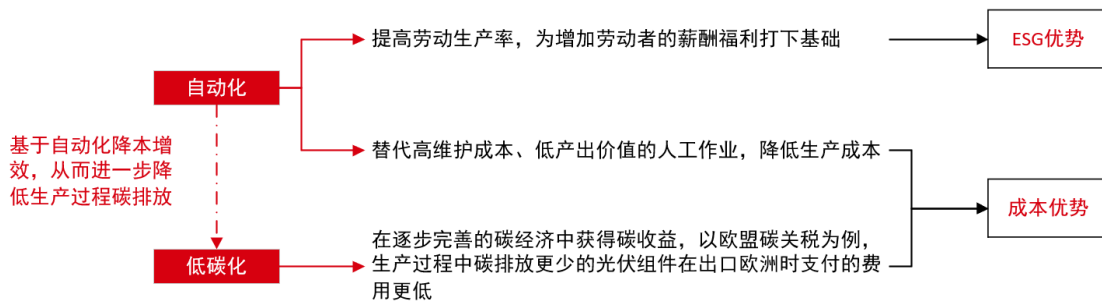 提高劳动生产率，为增加劳动者的薪酬福利打下基础
ESG优势
自动化
基于自动化降本增
效，从而进一步降
低生产过程碳排放
替代高维护成本、低产出价值的人工作业，降低生产成本
成本优势
低碳化
在逐步完善的碳经济中获得碳收益，以欧盟碳关税为例，
生产过程中碳排放更少的光伏组件在出口欧洲时支付的费
用更低